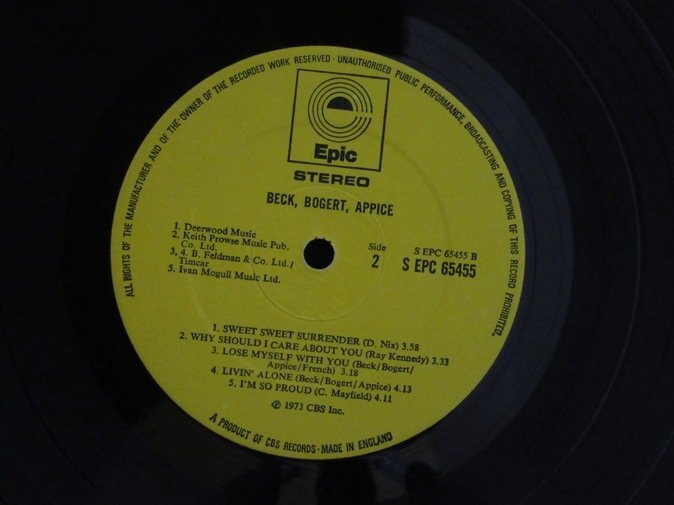 ALL RIGHTS OF THE MANUFACTURER AND OF THE OWNER OF THE RECORDED WORK RESERVED · UNAUTHORISED PUBLIC PERFORMANCE, BROADCASTING AND COPYING OF THIS RECORD PROHIBITED.
Epic
STEREO
BECK, BOGERT, APPICE
1. Deerwood Music
2. Keith Prowse Music Pub.
Co. Ltd.
3, 4. B. Feldman & Co. Ltd./
Timcar
5. Ivan Mogull Music Ltd.
Side
2
S EPC 65455 B
S EPC 65455
1. SWEET SWEET SURRENDER (D. Nix) 3.58
2. WHY SHOULD I CARE ABOUT YOU (Ray Kennedy) 3.33
3. LOSE MYSELF WITH YOU (Beck/Bogert/
Appice/French) 3.18
4. LIVIN' ALONE (Beck/Bogert/Appice) 4.13
5. I'M SO PROUD (C. Mayfield) 4.11
℗ 1973 CBS Inc.
A PRODUCT OF CBS RECORDS · MADE IN ENGLAND